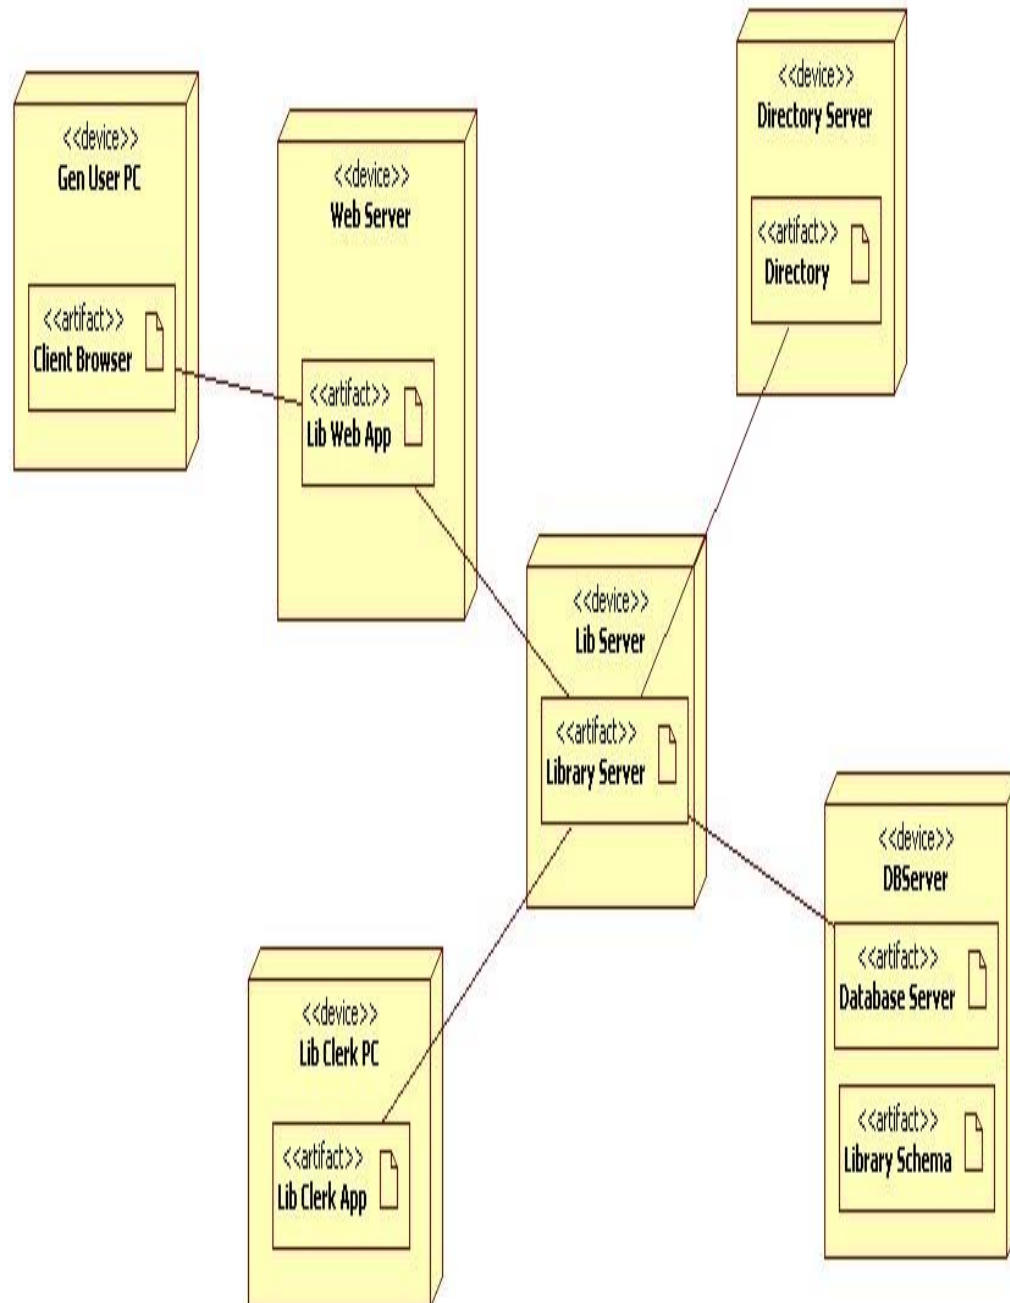 <<device>>
Gen User PC
<<artifact>>
Client Browser
<<device>>
Web Server
<<artifact>>
Lib Web App
<<device>>
Directory Server
<<artifact>>
Directory
<<device>>
Lib Server
<<artifact>>
Library Server
<<device>>
DBServer
<<artifact>>
Database Server
<<artifact>>
Library Schema
<<device>>
Lib Clerk PC
<<artifact>>
Lib Clerk App